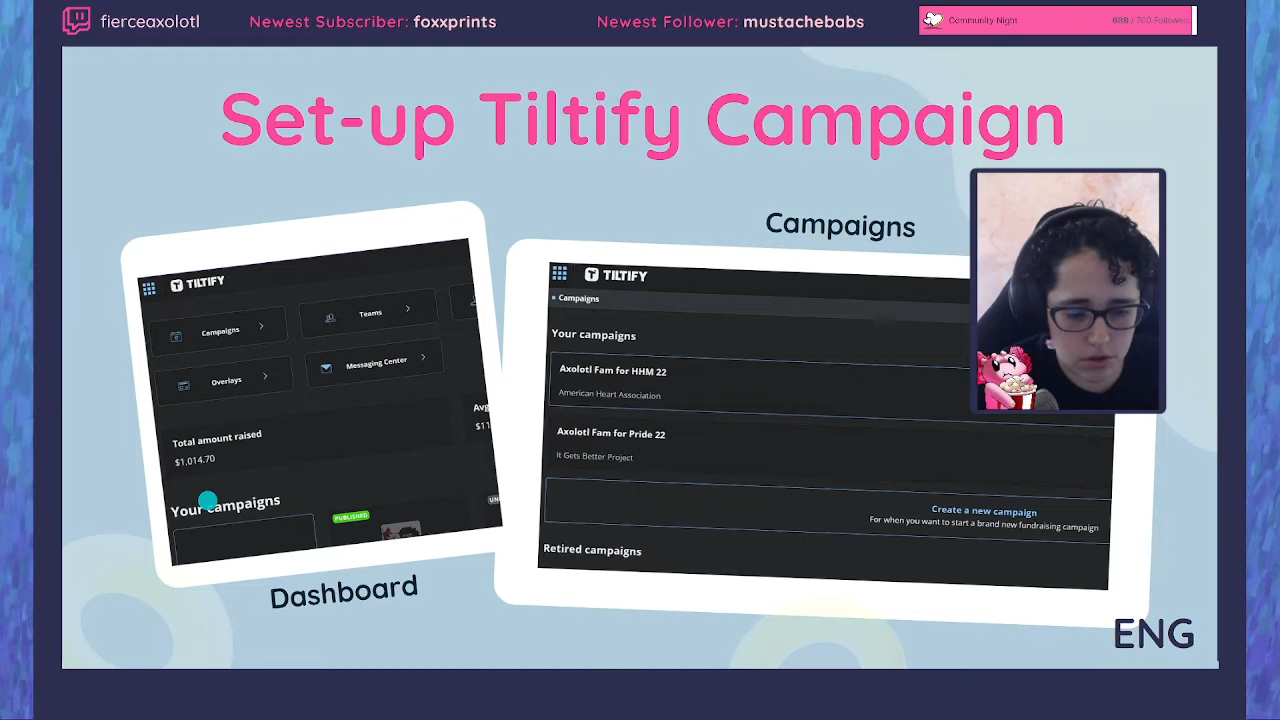 fierceaxolotl
Newest Subscriber: foxxprints
Newest Follower: mustachebabs
Community Night
688 / 700 Followers
Set-up Tiltify Campaign
TILTIFY
Campaigns
Teams
Overlays
Messaging Center
Total amount raised
$1,014.70
Your campaigns
PUBLISHED
Dashboard
Campaigns
TILTIFY
Campaigns
Your campaigns
Axolotl Fam for HHM 22
American Heart Association
Axolotl Fam for Pride 22
It Gets Better Project
Create a new campaign
For when you want to start a brand new fundraising campaign
Retired campaigns
ENG